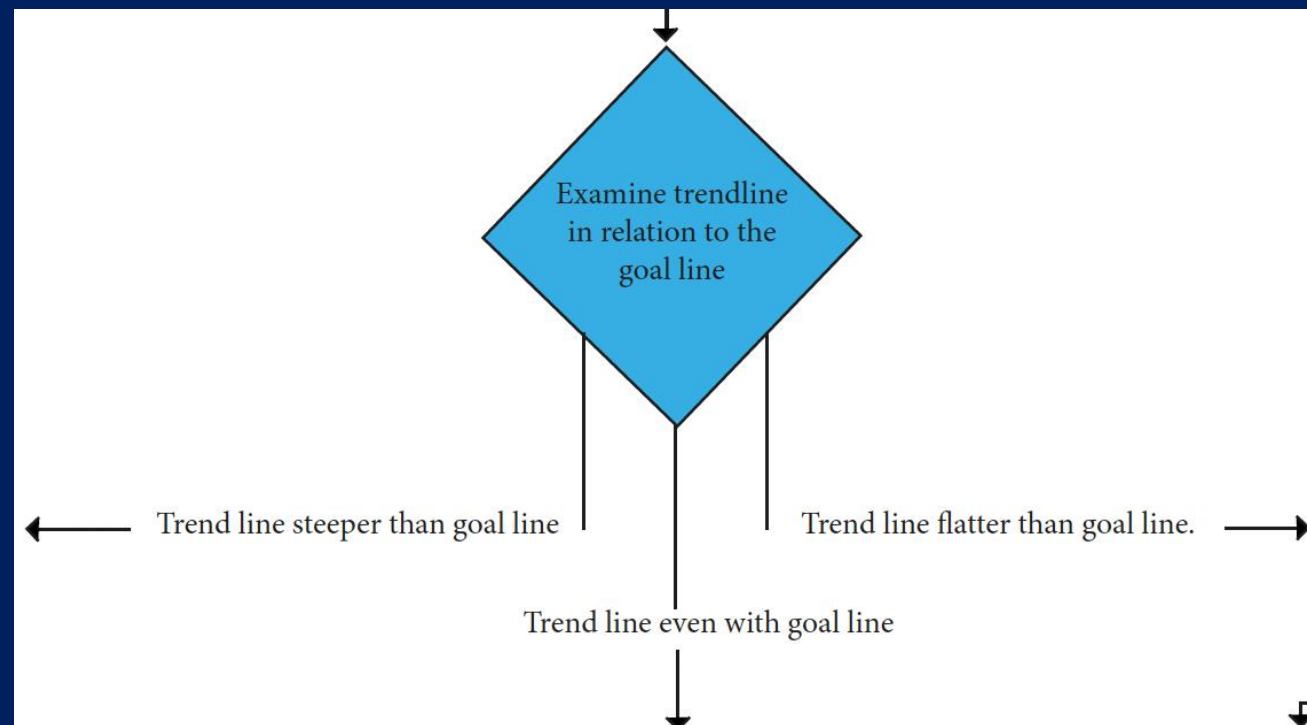 Examine trendline
in relation to the
goal line
Trend line steeper than goal line
Trend line flatter than goal line.
Trend line even with goal line